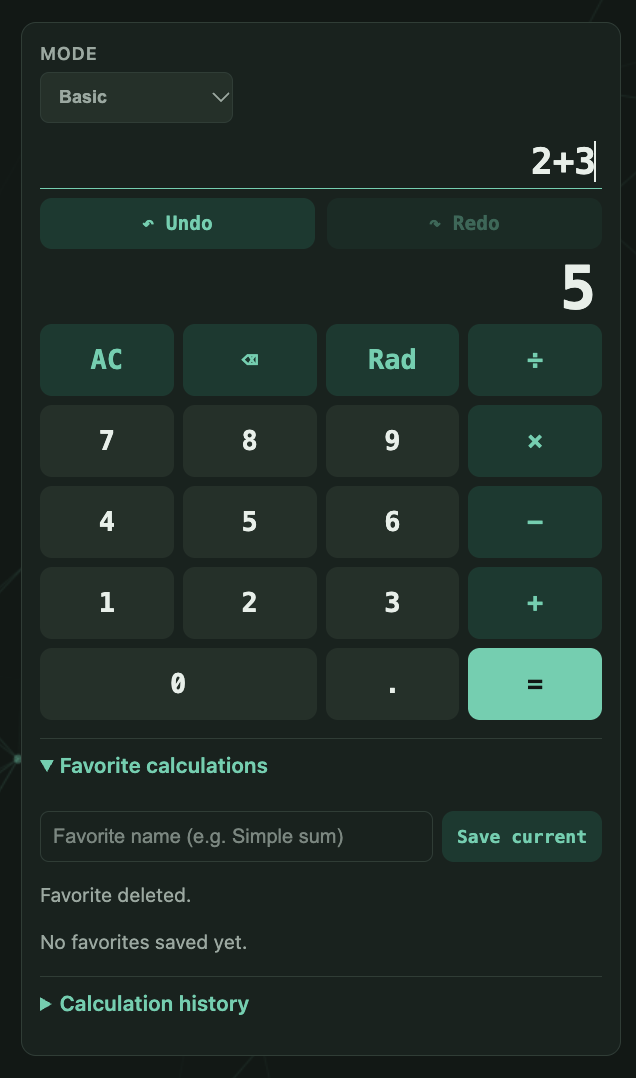 MODE
Basic
2+3
↶ Undo ↷ Redo
5
AC ⌫ Rad ÷
7 8 9 ×
4 5 6 −
1 2 3 +
0 . =
▼ Favorite calculations
Favorite name (e.g. Simple sum) Save current
Favorite deleted.
No favorites saved yet.
▶ Calculation history